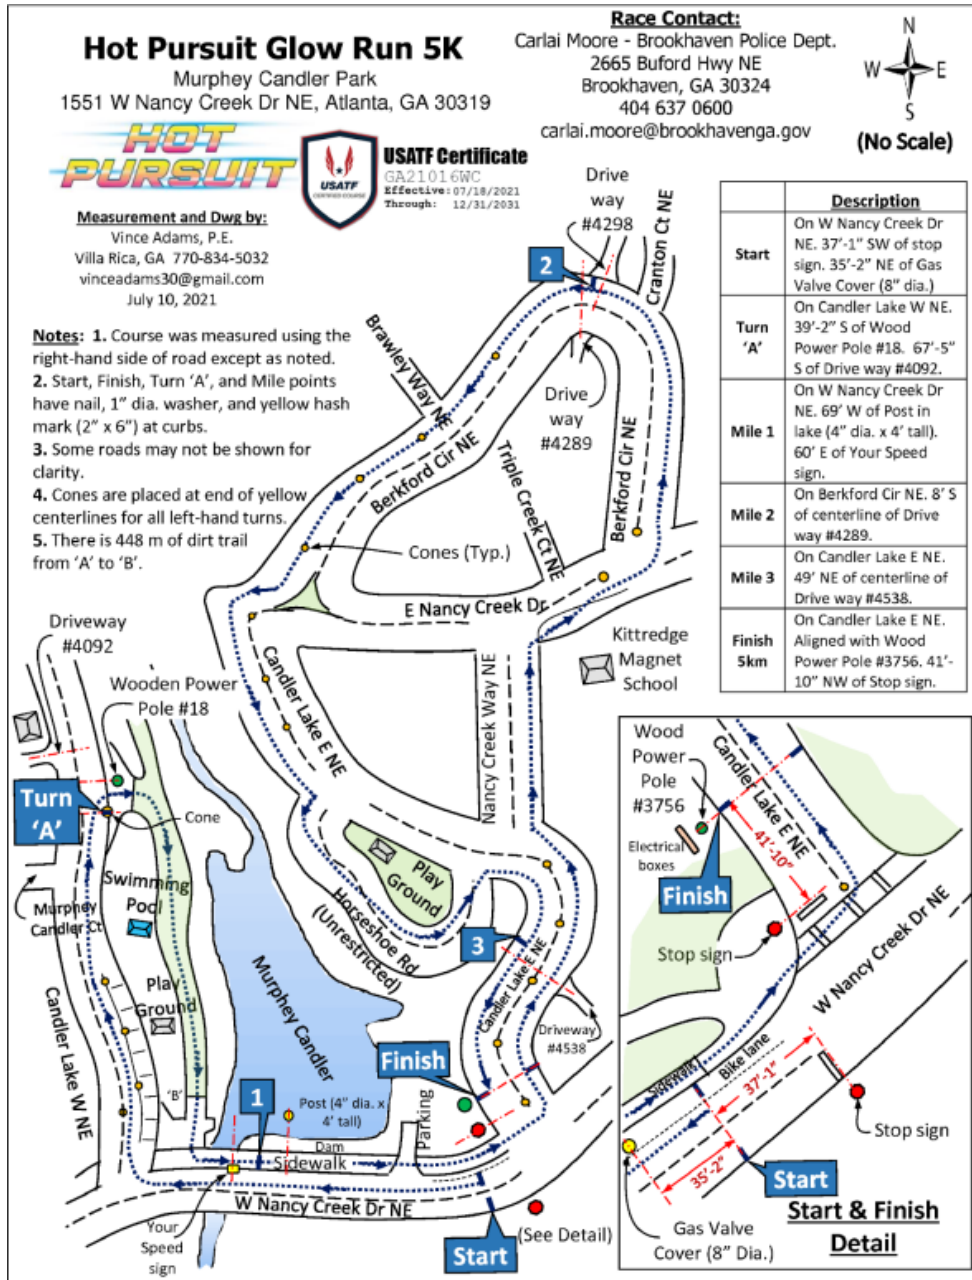 Hot Pursuit Glow Run 5K
Murphey Candler Park
1551 W Nancy Creek Dr NE, Atlanta, GA 30319
HOT
PURSUIT
USATF
CERTIFIED COURSE
USATF Certificate
GA21016WC
Effective: 07/18/2021
Through: 12/31/2031
Race Contact:
Carlai Moore - Brookhaven Police Dept.
2665 Buford Hwy NE
Brookhaven, GA 30324
404 637 0600
carlai.moore@brookhavenga.gov
N
W E
S
(No Scale)
Measurement and Dwg by:
Vince Adams, P.E.
Villa Rica, GA 770-834-5032
vinceadams30@gmail.com
July 10, 2021
Notes: 1. Course was measured using the
right-hand side of road except as noted.
2. Start, Finish, Turn ‘A’, and Mile points
have nail, 1” dia. washer, and yellow hash
mark (2” x 6”) at curbs.
3. Some roads may not be shown for
clarity.
4. Cones are placed at end of yellow
centerlines for all left-hand turns.
5. There is 448 m of dirt trail
from ‘A’ to ‘B’.
Description
Start
On W Nancy Creek Dr
NE. 37’-1” SW of stop
sign. 35’-2” NE of Gas
Valve Cover (8” dia.)
Turn
‘A’
On Candler Lake W NE.
39’-2” S of Wood
Power Pole #18. 67’-5”
S of Drive way #4092.
Mile 1
On W Nancy Creek Dr
NE. 69’ W of Post in
lake (4” dia. x 4’ tall).
60’ E of Your Speed
sign.
Mile 2
On Berkford Cir NE. 8’ S
of centerline of Drive
way #4289.
Mile 3
On Candler Lake E NE.
49’ NE of centerline of
Drive way #4538.
Finish
5km
On Candler Lake E NE.
Aligned with Wood
Power Pole #3756. 41’-
10” NW of Stop sign.
Drive
way
#4298
2
Cranton Ct NE
Brawley Way NE
Drive
way
#4289
Berkford Cir NE
Triple Creek Ct NE
Berkford Cir NE
Cones (Typ.)
E Nancy Creek Dr
Kittredge
Magnet
School
Driveway
#4092
Wooden Power
Pole #18
Candler Lake E NE
Nancy Creek Way NE
Turn
‘A’
Cone
Swimming
Pool
Murphey
Candler Ct
Play
Ground
Horseshoe Rd
(Unrestricted)
3
Candler Lake E NE
Driveway
#4538
Play
Ground
Candler Lake W NE
Murphey Candler
Finish
‘B’
1
Post (4” dia. x
4’ tall)
Parking
Dam
Sidewalk
W Nancy Creek Dr NE
Your
Speed
sign
Start
(See Detail)
Wood
Power
Pole
#3756
Candler Lake E NE
Electrical
boxes
41’-10”
Finish
Stop sign
W Nancy Creek Dr NE
Sidewalk
Bike lane
37’-1”
Stop sign
35’-2”
Start
Gas Valve
Cover (8” Dia.)
Start & Finish
Detail